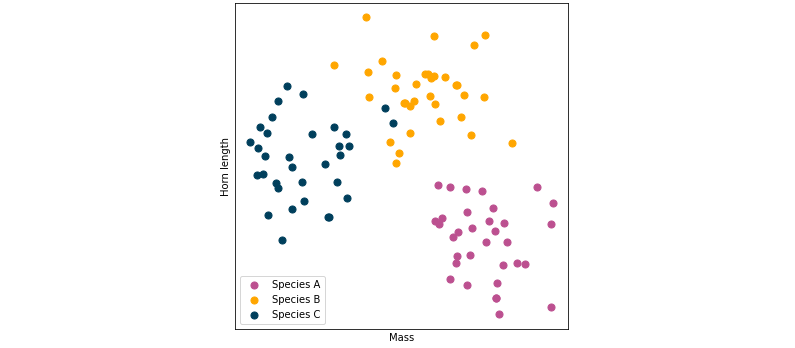 Horn length
Species A
Species B
Species C
Mass